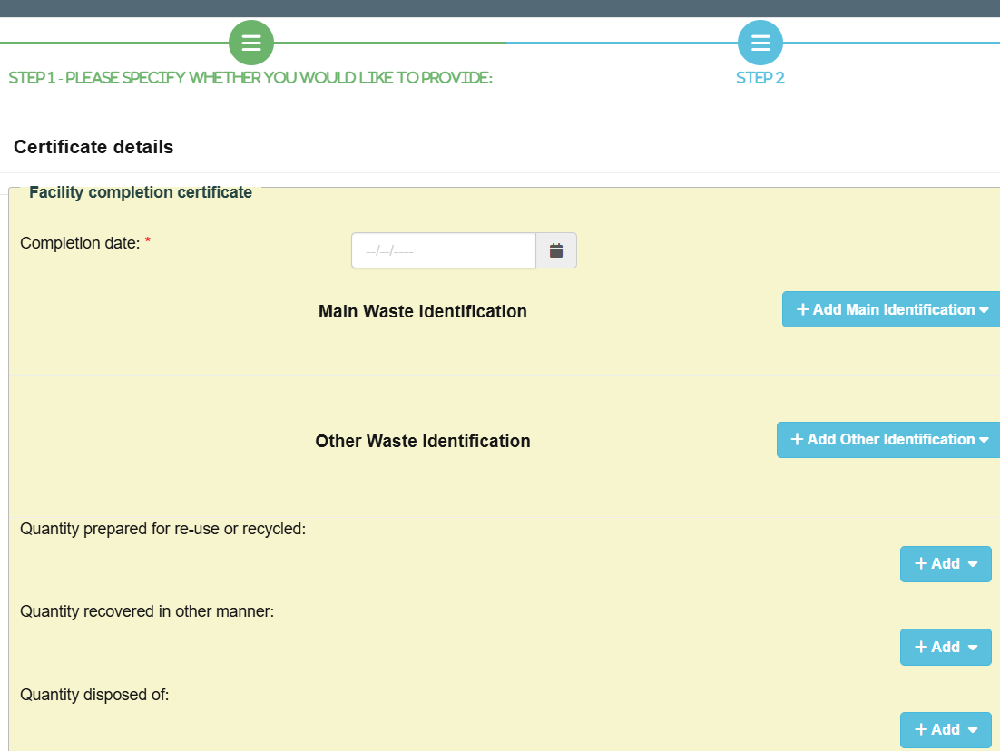 STEP 1 - PLEASE SPECIFY WHETHER YOU WOULD LIKE TO PROVIDE:
STEP 2
Certificate details
Facility completion certificate
Completion date: *
--/--/----
Main Waste Identification
+ Add Main Identification
Other Waste Identification
+ Add Other Identification
Quantity prepared for re-use or recycled:
+ Add
Quantity recovered in other manner:
+ Add
Quantity disposed of:
+ Add